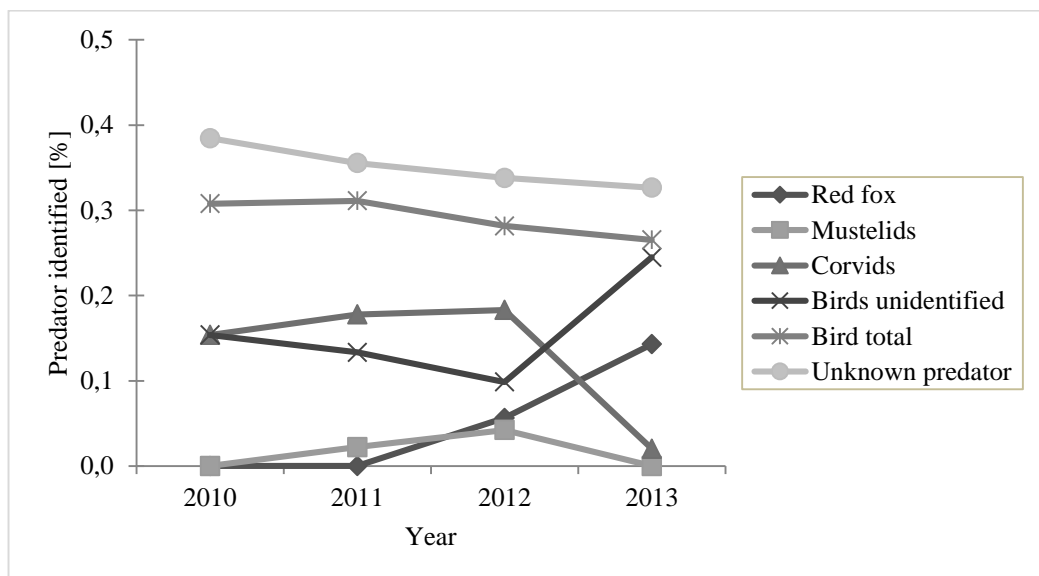 0,5
0,4
0,3
0,2
0,1
0,0
Predator identified [%]
2010 2011 2012 2013
Year
Red fox
Mustelids
Corvids
Birds unidentified
Bird total
Unknown predator